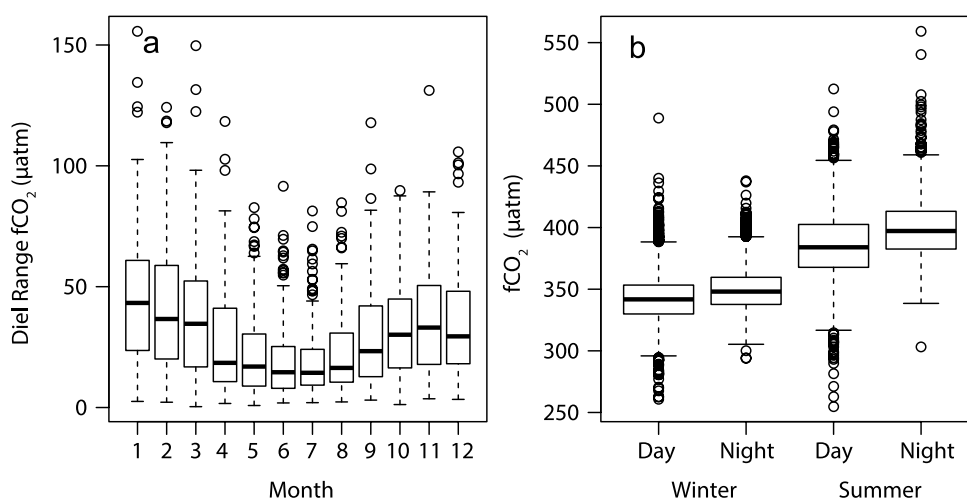 a
150
100
50
0
Diel Range fCO₂ (µatm)
1 2 3 4 5 6 7 8 9 10 11 12
Month
b
550
500
450
400
350
300
250
fCO₂ (µatm)
Day Night Day Night
Winter Summer